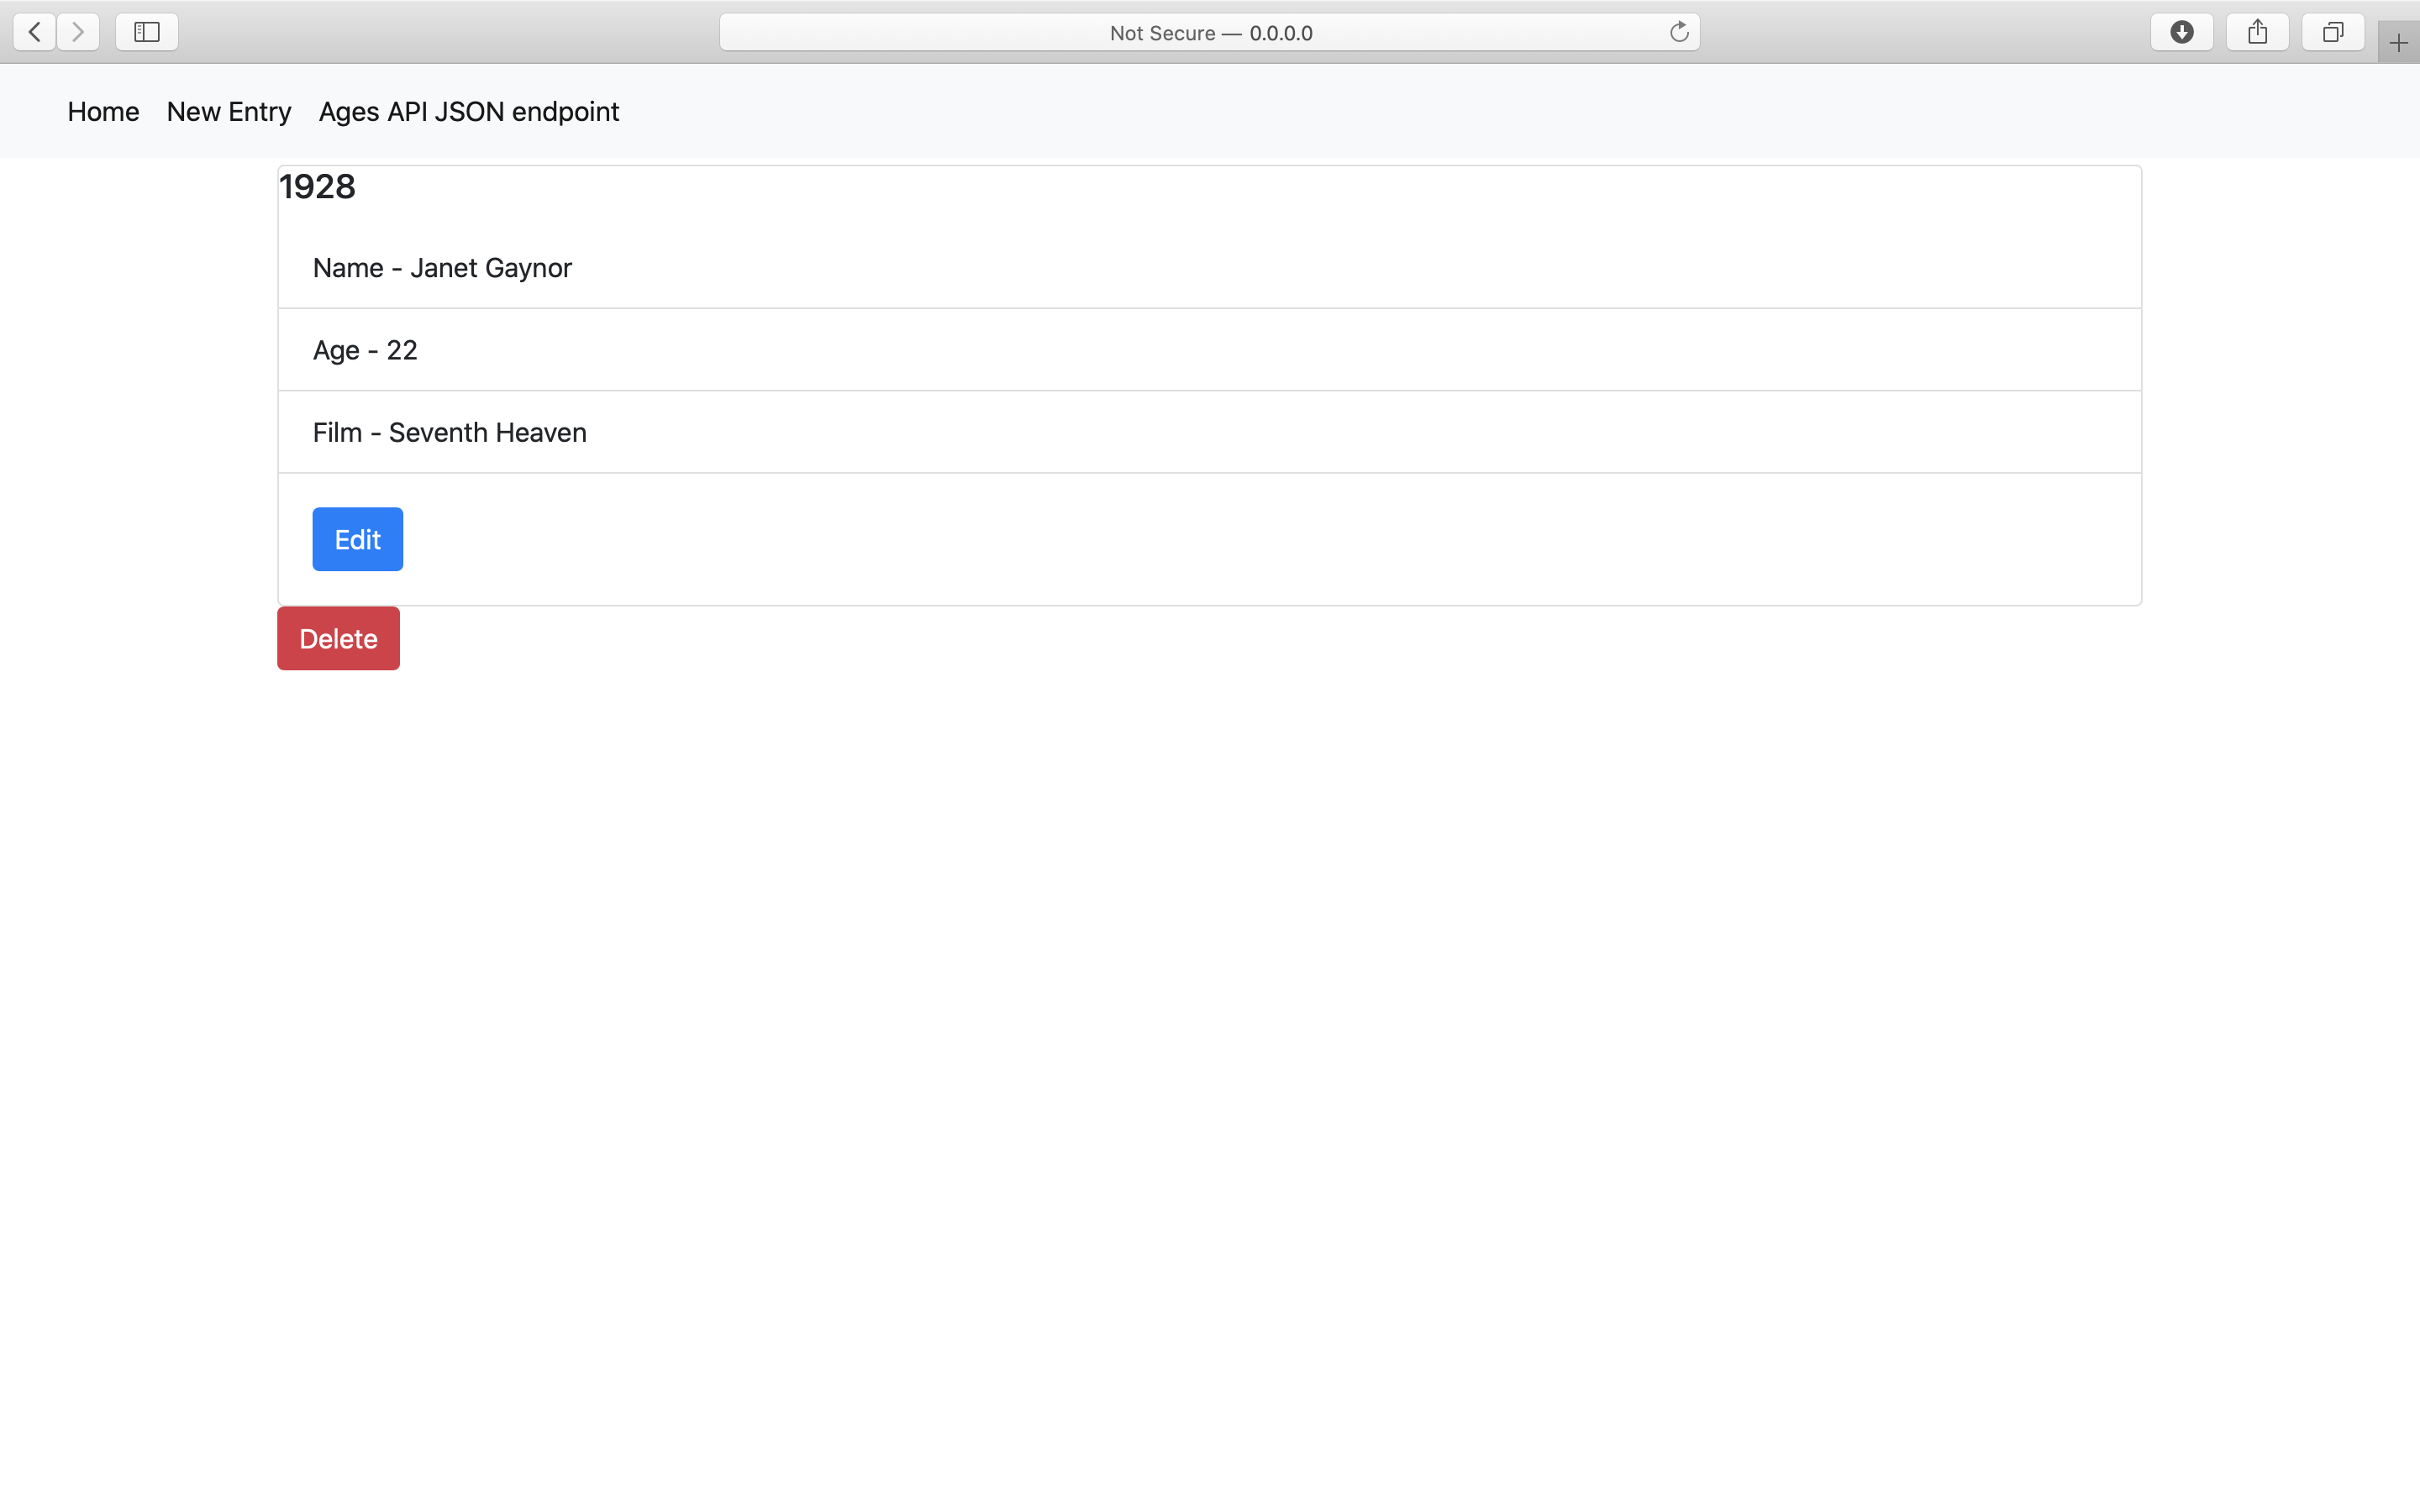 Not Secure — 0.0.0.0
Home New Entry Ages API JSON endpoint
1928
Name - Janet Gaynor
Age - 22
Film - Seventh Heaven
Edit
Delete